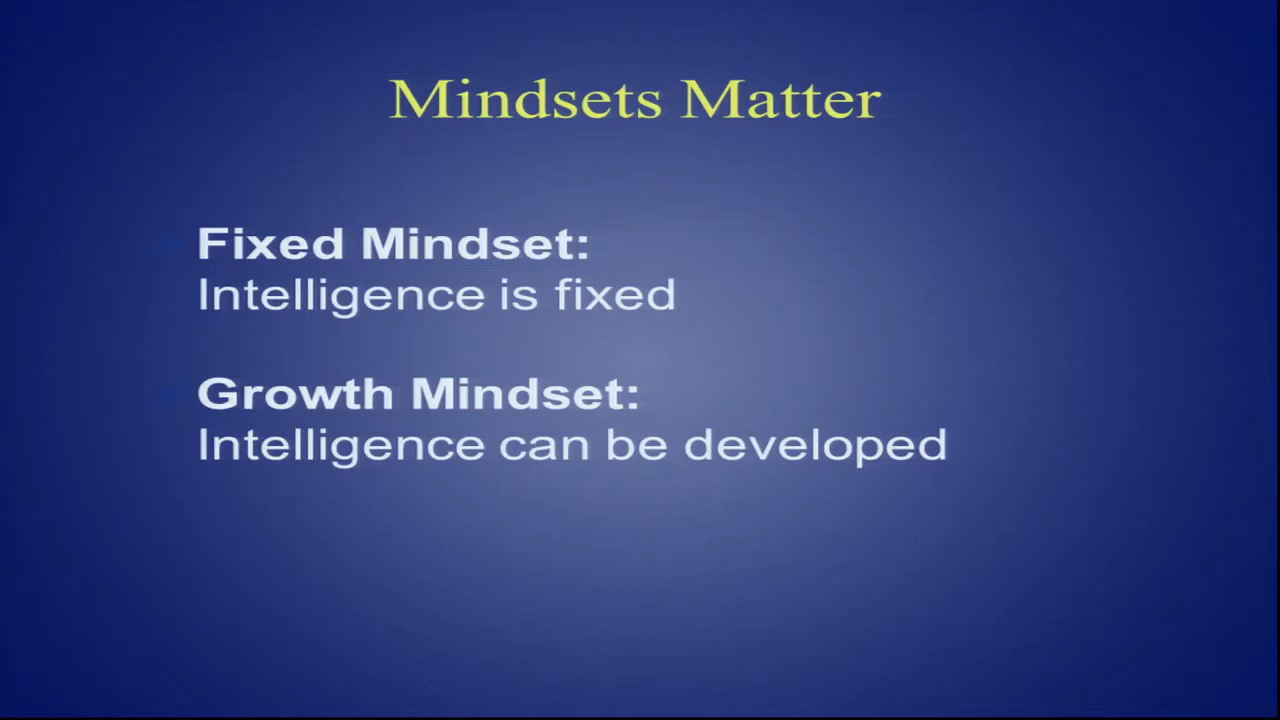 Mindsets Matter
Fixed Mindset:
Intelligence is fixed
Growth Mindset:
Intelligence can be developed